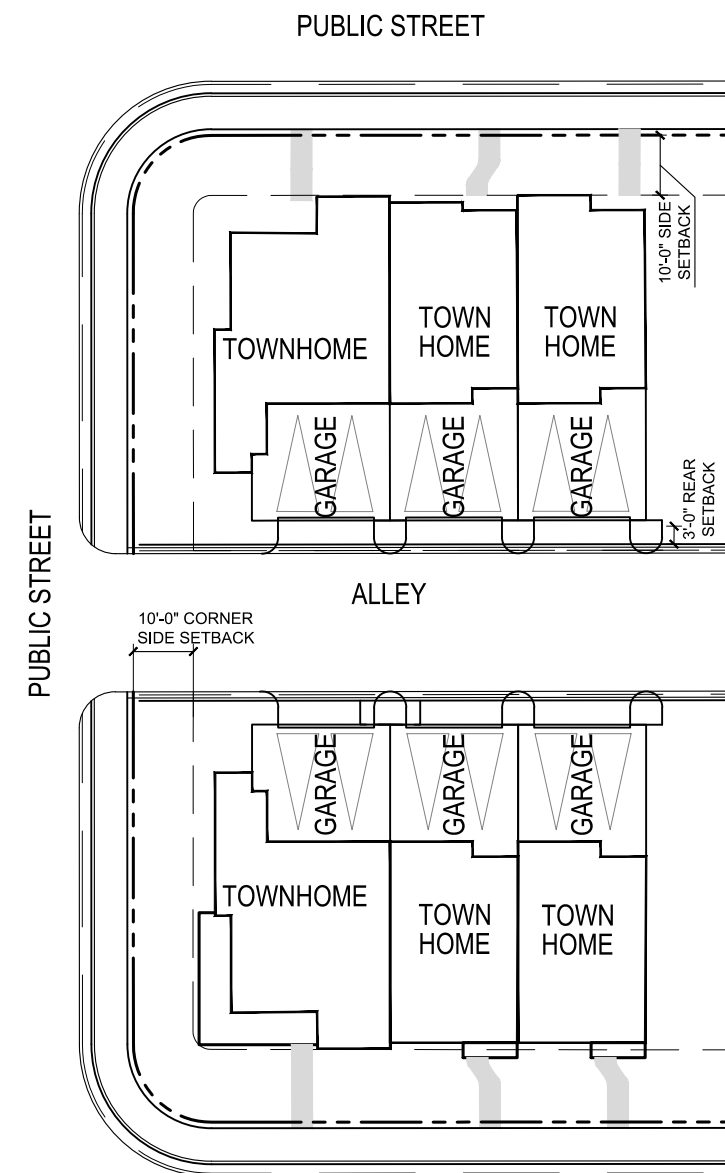 PUBLIC STREET
10'-0" SIDE
SETBACK
TOWNHOME
TOWN
HOME
TOWN
HOME
GARAGE
GARAGE
GARAGE
3'-0" REAR
SETBACK
PUBLIC STREET
ALLEY
10'-0" CORNER
SIDE SETBACK
GARAGE
GARAGE
GARAGE
TOWNHOME
TOWN
HOME
TOWN
HOME